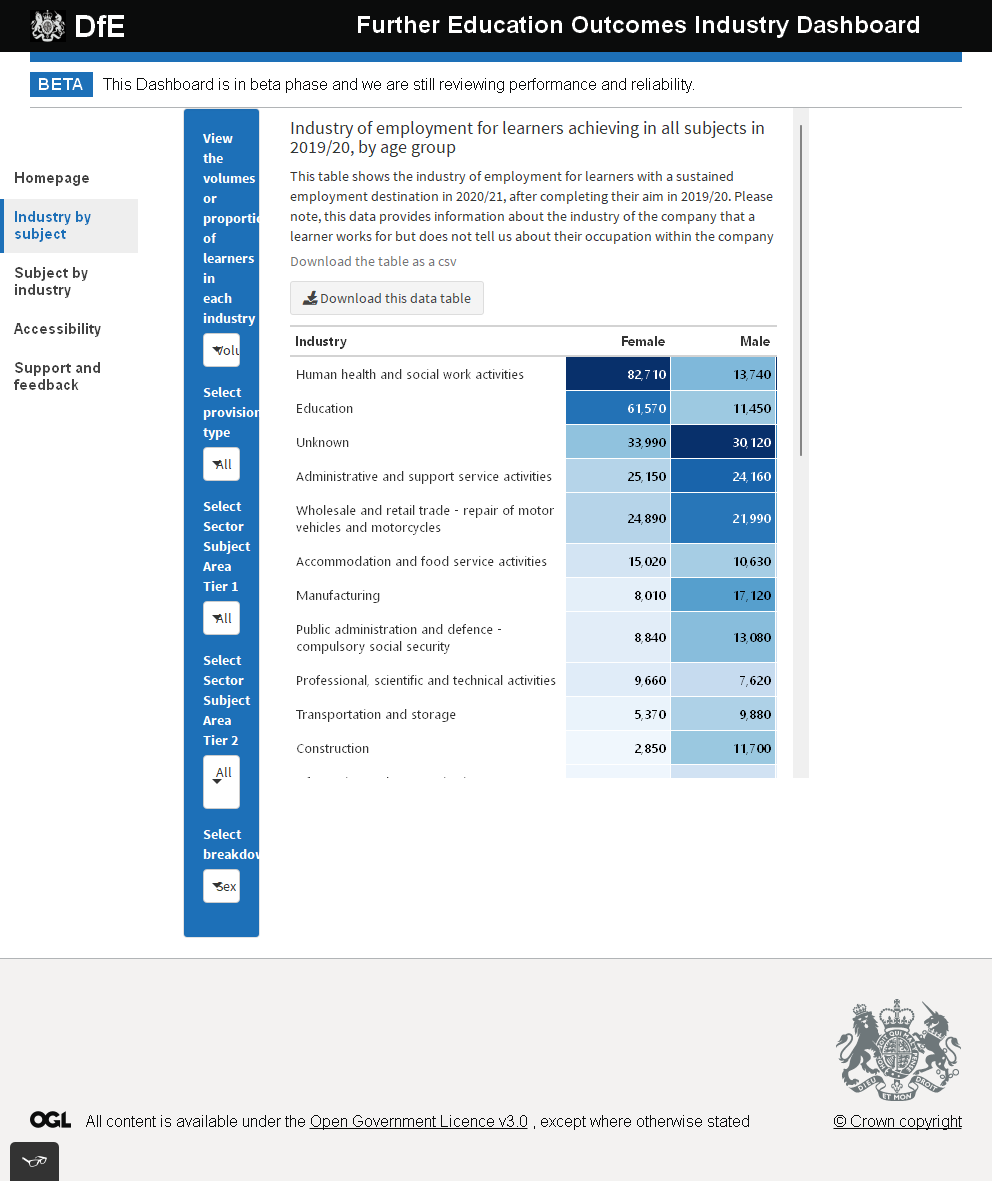 DfE
Further Education Outcomes Industry Dashboard
BETA This Dashboard is in beta phase and we are still reviewing performance and reliability.
Homepage
Industry by
subject
Subject by
industry
Accessibility
Support and
feedback
View
the
volumes
or
proportio
of
learners
in
each
industry
Volu
Select
provision
type
All
Select
Sector
Subject
Area
Tier 1
All
Select
Sector
Subject
Area
Tier 2
All
Select
breakdow
Sex
Industry of employment for learners achieving in all subjects in
2019/20, by age group
This table shows the industry of employment for learners with a sustained
employment destination in 2020/21, after completing their aim in 2019/20. Please
note, this data provides information about the industry of the company that a
learner works for but does not tell us about their occupation within the company
Download the table as a csv
Download this data table
Industry Female Male
Human health and social work activities 82,710 13,740
Education 61,570 11,450
Unknown 33,990 30,120
Administrative and support service activities 25,150 24,160
Wholesale and retail trade - repair of motor
vehicles and motorcycles 24,890 21,990
Accommodation and food service activities 15,020 10,630
Manufacturing 8,010 17,120
Public administration and defence -
compulsory social security 8,840 13,080
Professional, scientific and technical activities 9,660 7,620
Transportation and storage 5,370 9,880
Construction 2,850 11,700
OGL All content is available under the Open Government Licence v3.0 , except where otherwise stated
© Crown copyright